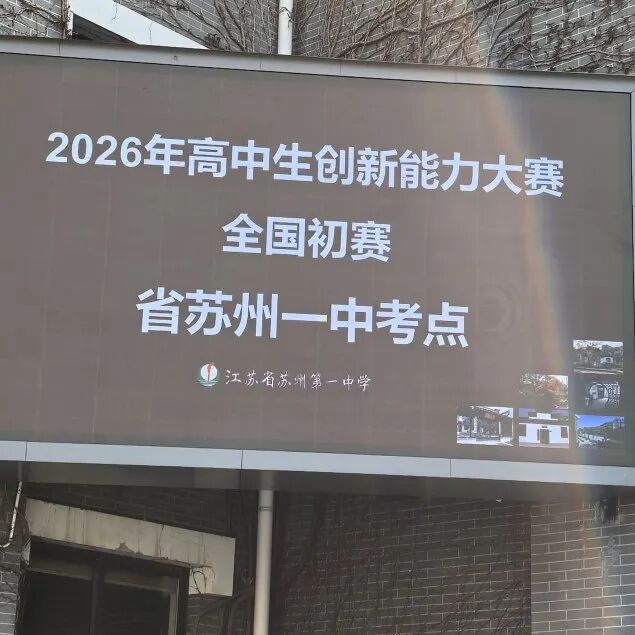 2026年高中生创新能力大赛
全国初赛
省苏州一中考点
江苏省苏州第一中学